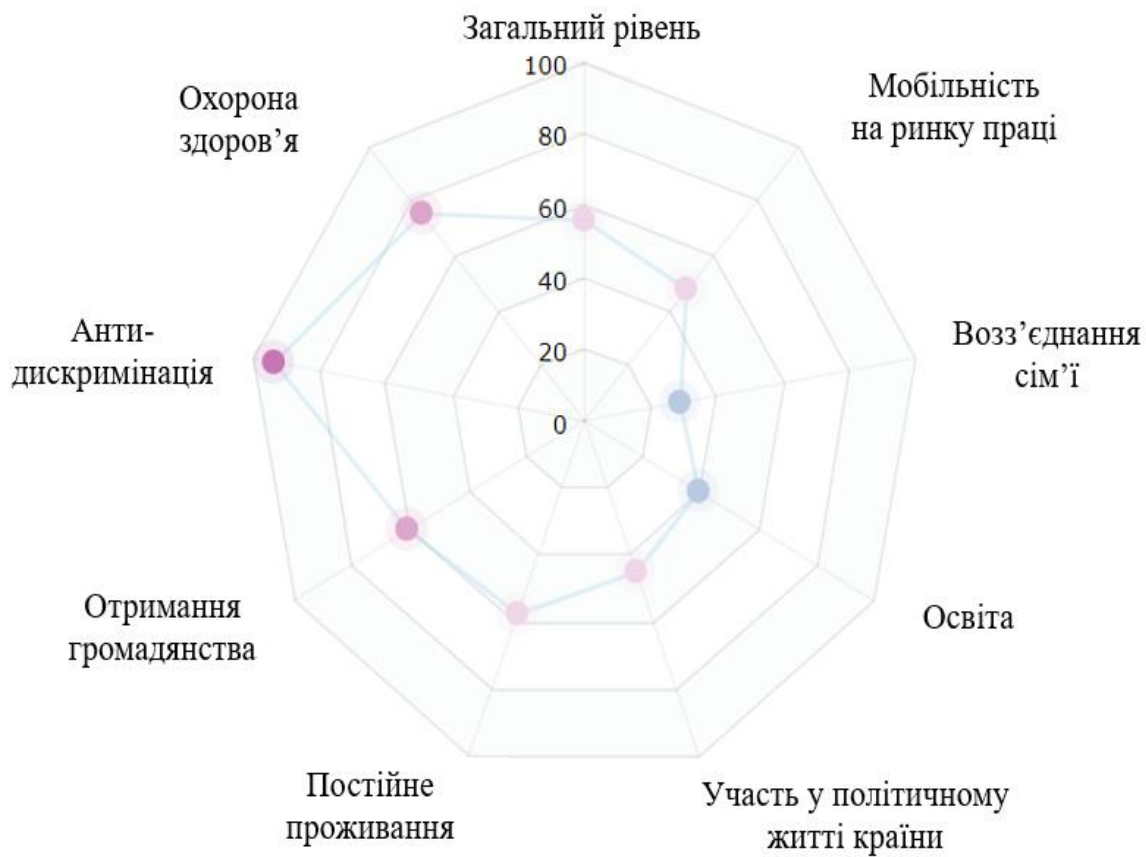 Загальний рівень
100
80
60
40
20
0
Мобільність
на ринку праці
Возз’єднання
сім’ї
Освіта
Участь у політичному
житті країни
Постійне
проживання
Отримання
громадянства
Анти-
дискримінація
Охорона
здоров’я